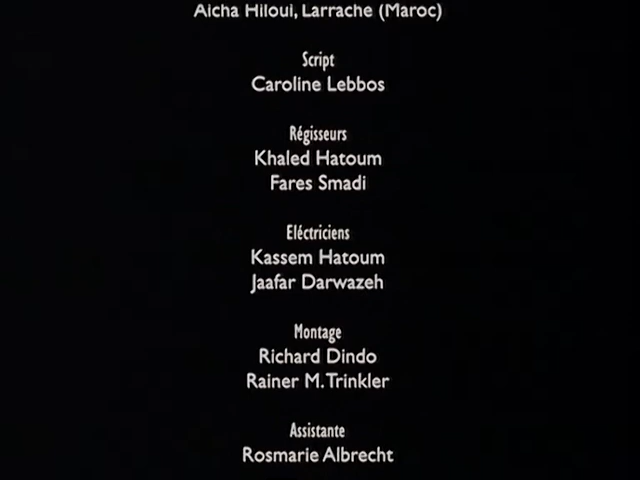 Aicha Hiloui, Larrache (Maroc)
Script
Caroline Lebbos
Régisseurs
Khaled Hatoum
Fares Smadi
Eléctriciens
Kassem Hatoum
Jaafar Darwazeh
Montage
Richard Dindo
Rainer M. Trinkler
Assistante
Rosmarie Albrecht